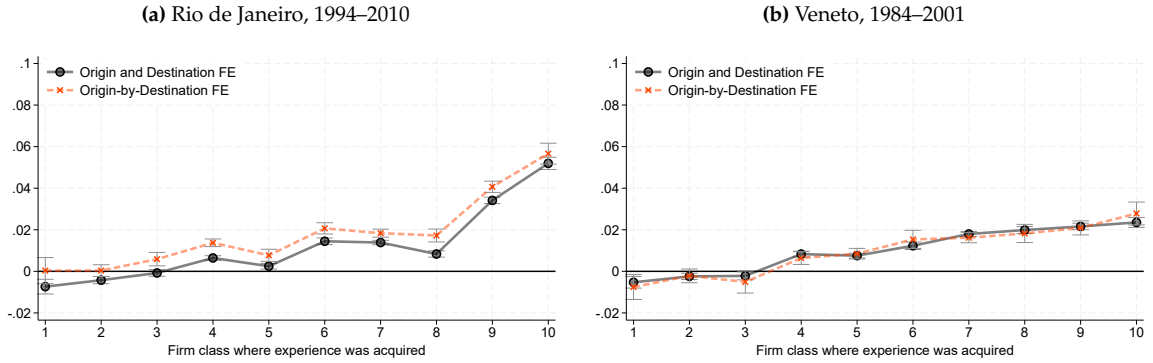 (a) Rio de Janeiro, 1994–2010
.1
.08
.06
.04
.02
0
-.02
Origin and Destination FE
Origin-by-Destination FE
1 2 3 4 5 6 7 8 9 10
Firm class where experience was acquired
(b) Veneto, 1984–2001
.1
.08
.06
.04
.02
0
-.02
Origin and Destination FE
Origin-by-Destination FE
1 2 3 4 5 6 7 8 9 10
Firm class where experience was acquired